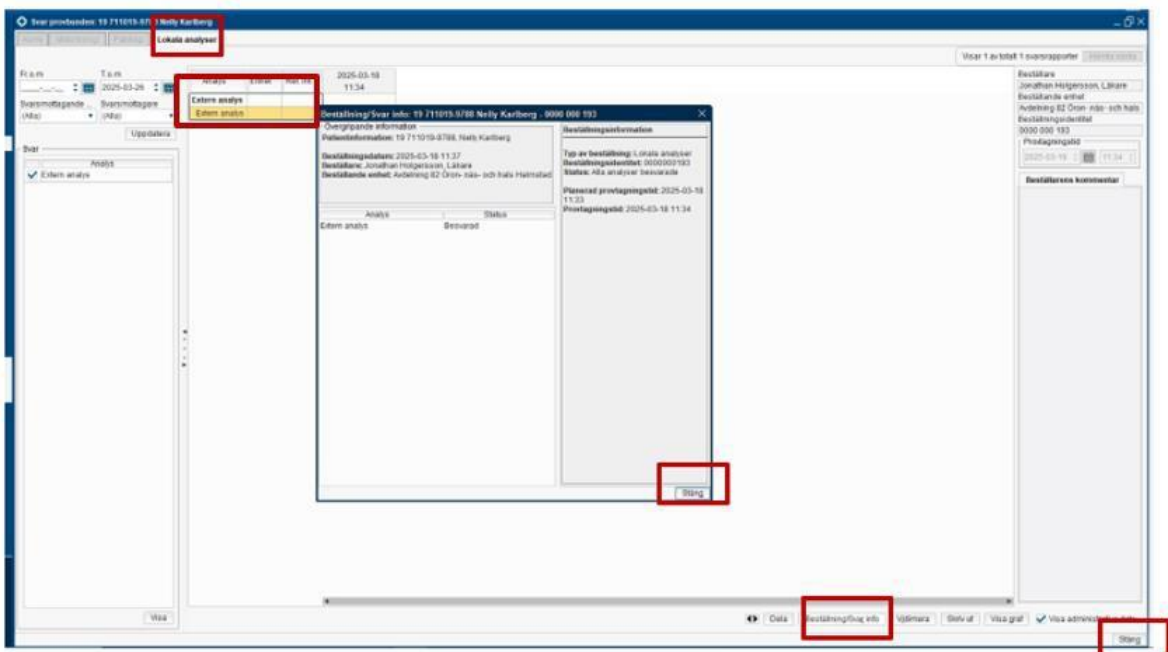 Svar provbunden: 19 711019-9788 Nelly Karlberg
Lokala analyser
Visar 1 av totalt 1 svarsrapporter
Fr.o.m
T.o.m
2025-03-26
Svarsmottagande ...
Svarsmottagare
(Alla)
(Alla)
Uppdatera
Svar
Analys
Extern analys
Visa
Analys
Enhet
Ref. int.
2025-03-18
11:34
Extern analys
Extern analys
Beställning/Svar info: 19 711019-9788 Nelly Karlberg - 0000 000 193
Övergripande information
Patientinformation: 19 711019-9788, Nelly Karlberg
Beställningsdatum: 2025-03-18 11:37
Beställare: Jonathan Holgersson, Läkare
Beställande enhet: Avdelning 82 Öron- näs- och hals Halmstad
Analys
Status
Extern analys
Besvarad
Beställningsinformation
Typ av beställning: Lokala analyser
Beställningsidentitet: 0000000193
Status: Alla analyser besvarade
Planerad provtagningstid: 2025-03-18
11:33
Provtagningstid: 2025-03-18 11:34
Stäng
Beställare
Jonathan Holgersson, Läkare
Beställande enhet
Avdelning 82 Öron- näs- och hals
Beställningsidentitet
0000 000 193
Provtagningstid
11:34
Beställarens kommentar
Dela
Beställning/Svar info
Vidimera
Skriv ut
Visa graf
Visa administrativ data
Stäng